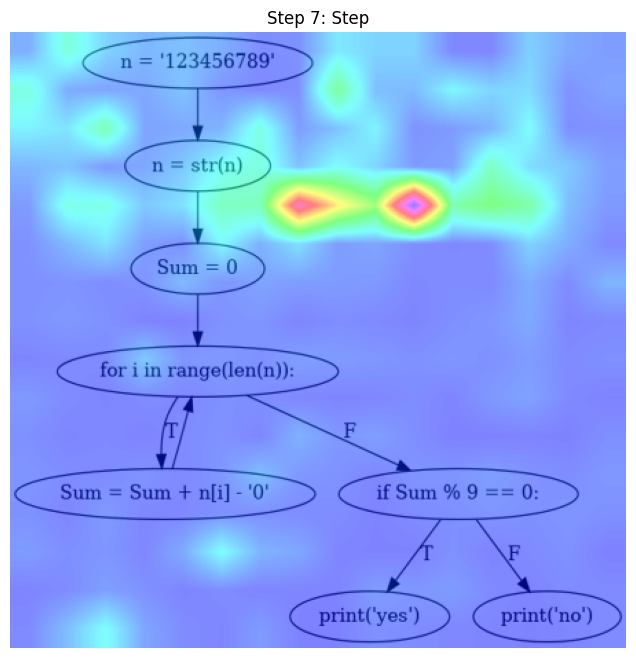 Step 7: Step
n = '123456789'
n = str(n)
Sum = 0
for i in range(len(n)):
T
F
Sum = Sum + n[i] - '0'
if Sum % 9 == 0:
T
F
print('yes')
print('no')